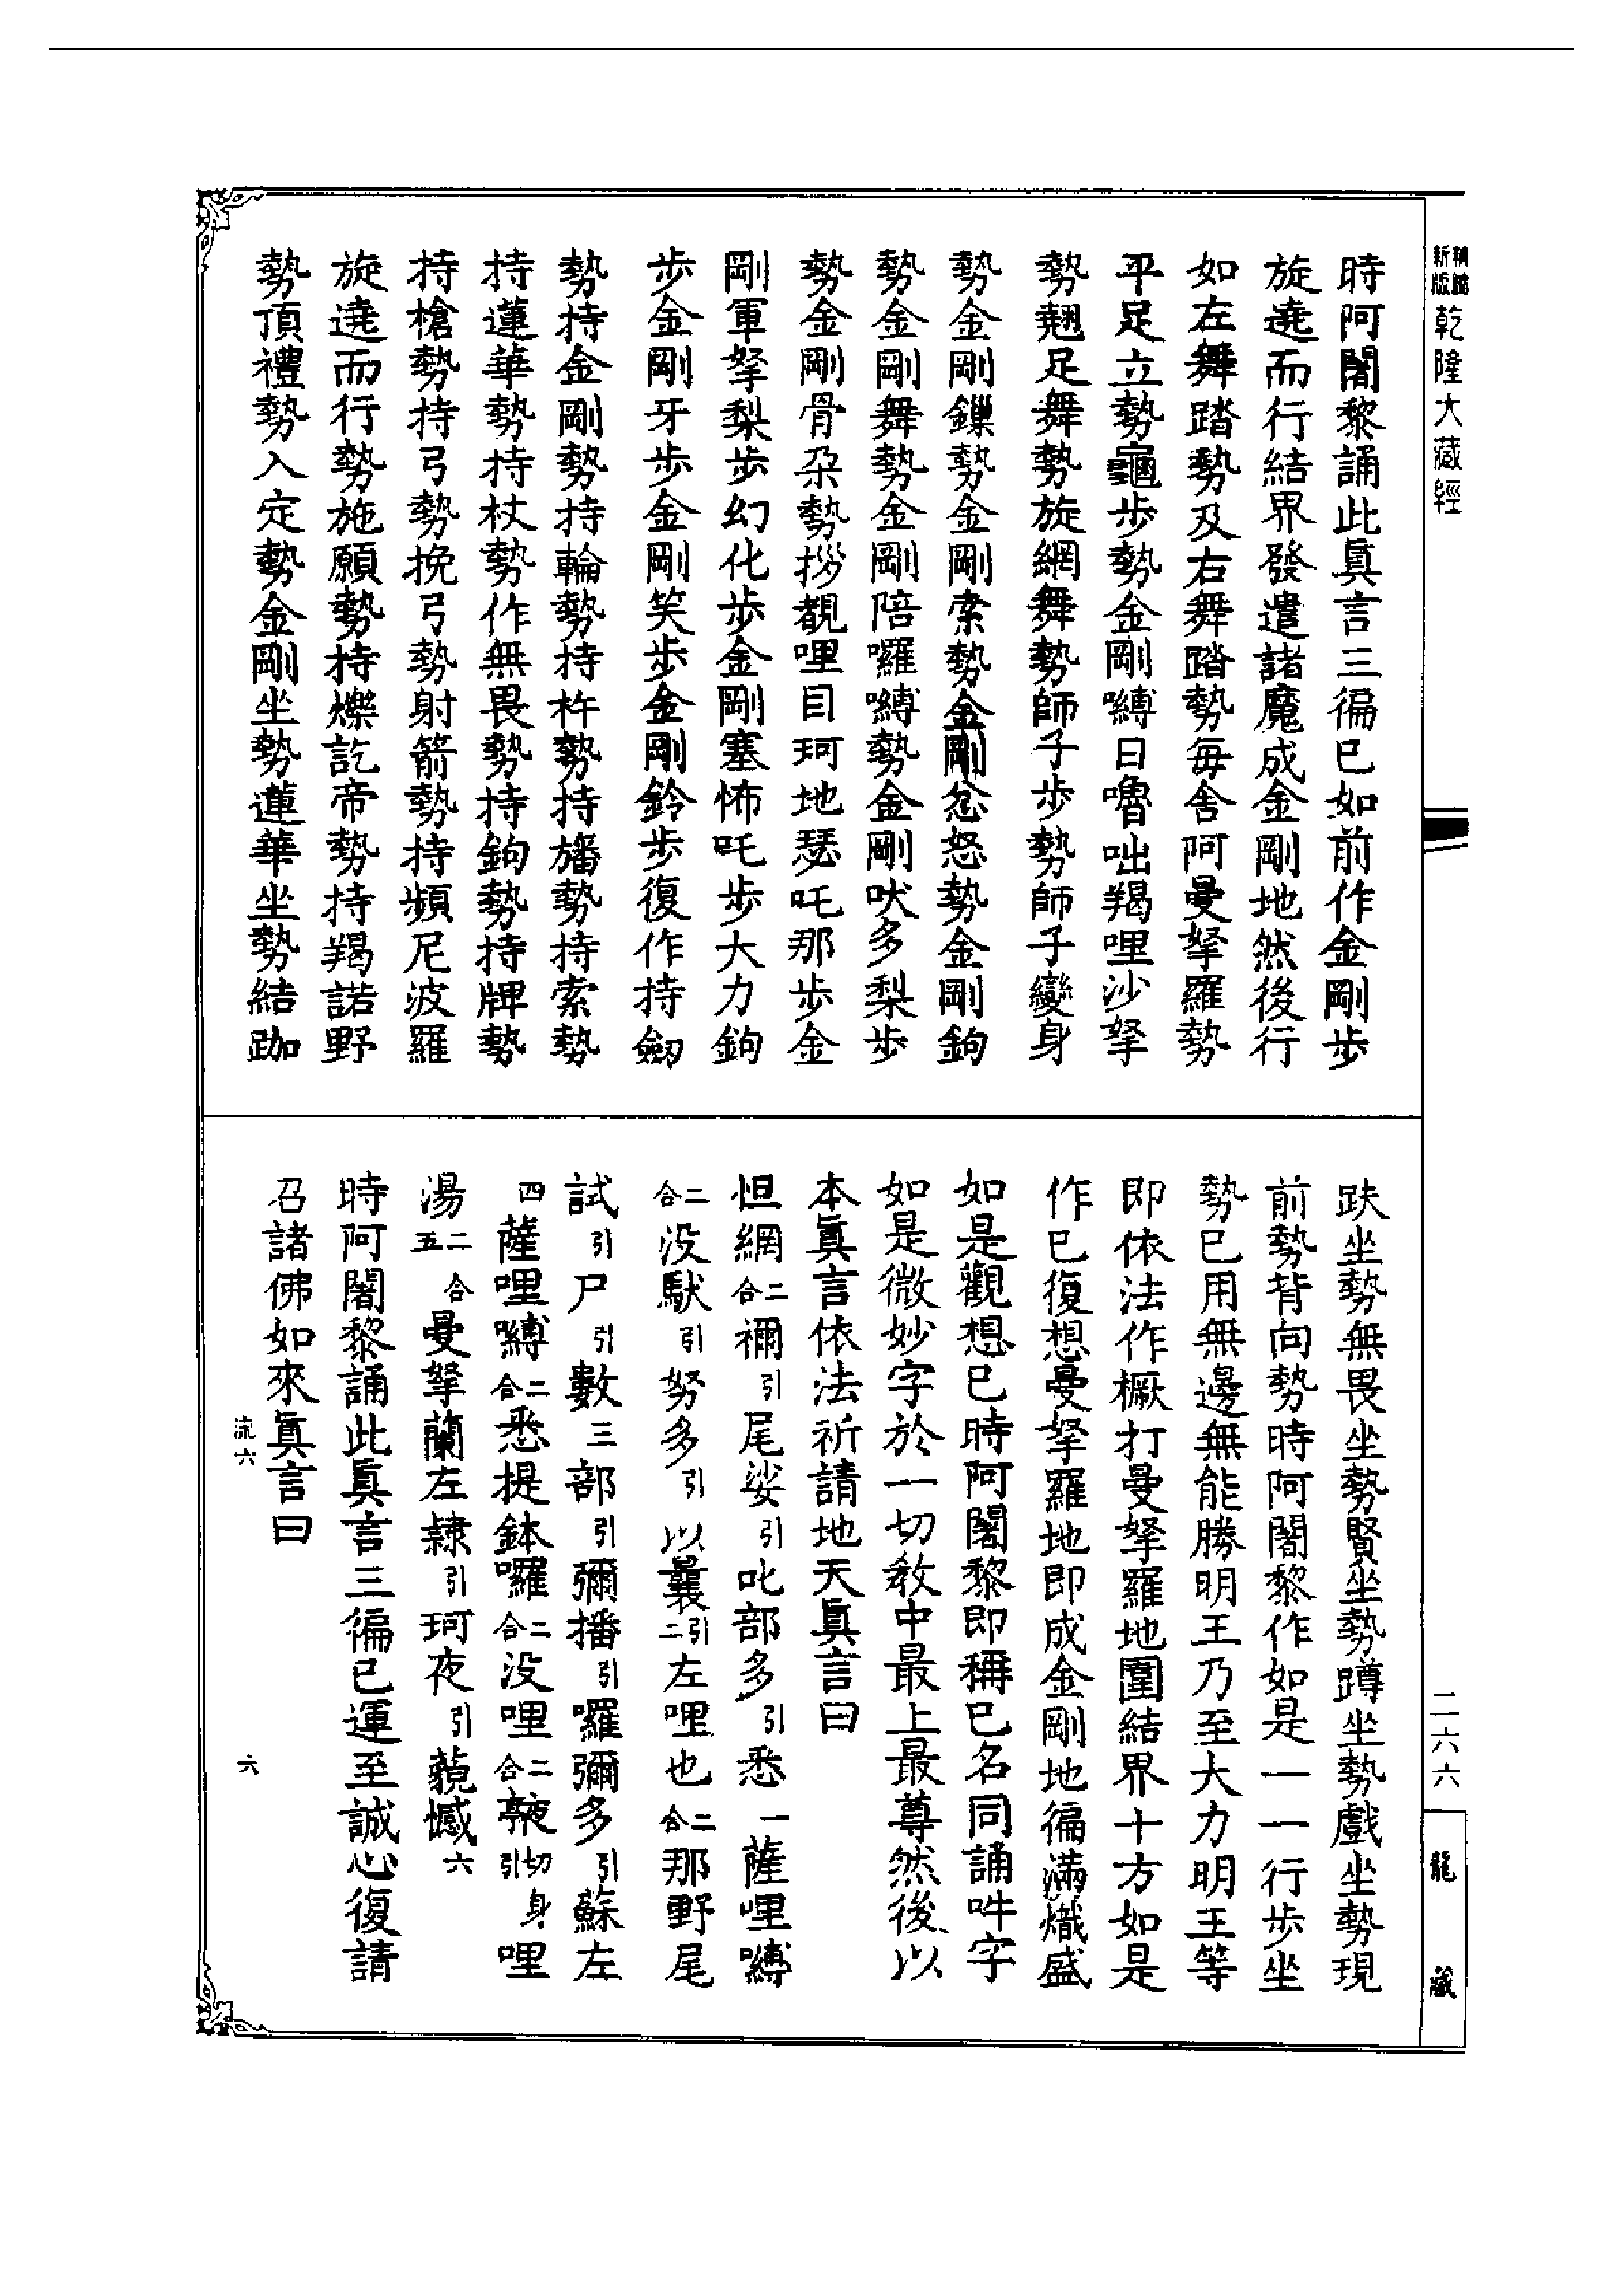 新版
乾隆大藏經
時阿闍黎誦此眞言三徧已如前作金剛步
旋遶而行結界發遣諸魔成金剛地然後行
如左舞踏勢及右舞踏勢每舍阿曼拏羅勢
平足立勢龜步勢金剛嚩日嚕咄羯哩沙拏
勢翹足舞勢旋網舞勢師子步勢師子變身
勢金剛鏁勢金剛索勢金剛忿怒勢金剛鉤
勢金剛舞勢金剛陪囉嚩勢金剛吠多梨步
勢金剛骨朶勢拶覩哩目珂地瑟吒那步金
剛軍拏梨步幻化步金剛塞怖吒步大力鉤
步金剛牙步金剛笑步金剛鈴步復作持劒
勢持金剛勢持輪勢持杵勢持旛勢持索勢
持蓮華勢持杖勢作無畏勢持鉤勢持牌勢
持槍勢持弓勢挽弓勢射箭勢持頻尼波羅
旋遶而行勢施願勢持爍訖帝勢持羯諾野
勢頂禮勢入定勢金剛坐勢蓮華坐勢結跏
趺坐勢無畏坐勢賢坐勢蹲坐勢戲坐勢現
前勢背向勢時阿闍黎作如是一一行步坐
勢已用無邊無能勝明王乃至大力明王等
即依法作橛打曼拏羅地圍結界十方如是
作已復想曼拏羅地即成金剛地徧滿熾盛
如是觀想已時阿闍黎即稱已名同誦吽字
如是微妙字於一切敎中最上最尊然後以
本眞言依法祈請地天眞言曰
怛網二合禰引尾娑引叱部多引悉一薩哩嚩
二合没馱引努多引以曩二引左哩也二合那野尾
試引尸引數三部引彌播引囉彌多引蘇左
四薩哩嚩二合悉提鉢囉二合没哩二合亭夜切身引哩
湯二合五曼拏蘭左隷引珂夜引藐憾六
時阿闍黎誦此眞言三徧已運至誠心復請
召諸佛如來眞言曰
流六
六
二六六
龍藏